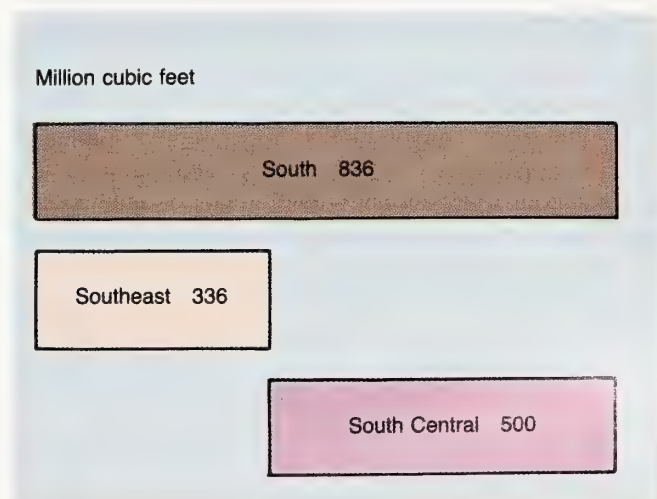 Million cubic feet
South 836
Southeast 336
South Central 500